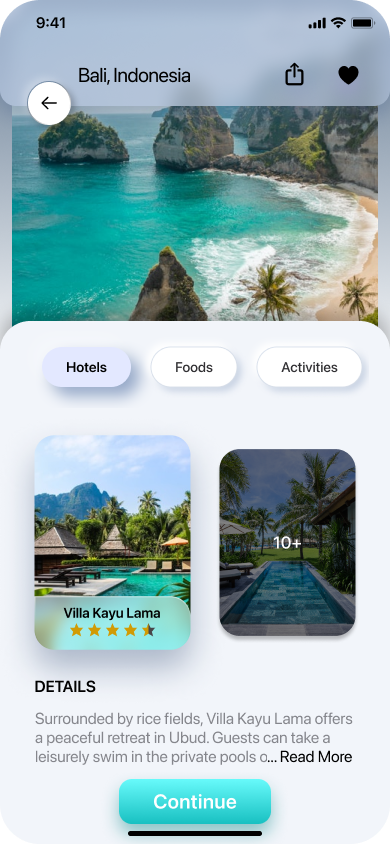 9:41
Bali, Indonesia
Hotels
Foods
Activities
10+
Villa Kayu Lama
DETAILS
Surrounded by rice fields, Villa Kayu Lama offers
a peaceful retreat in Ubud. Guests can take a
leisurely swim in the private pools o... Read More
Continue